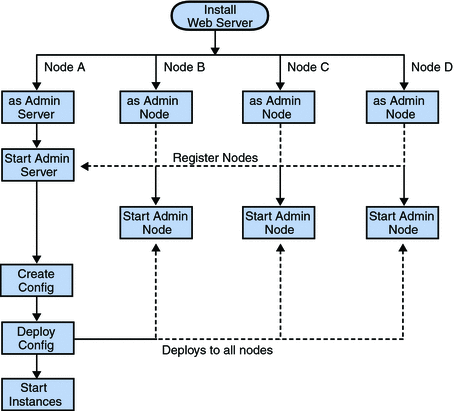 Install
Web Server
Node A
Node B
Node C
Node D
as Admin
Server
as Admin
Node
as Admin
Node
as Admin
Node
Start Admin
Server
Register Nodes
Start Admin
Node
Start Admin
Node
Start Admin
Node
Create
Config
Deploy
Config
Deploys to all nodes
Start
Instances